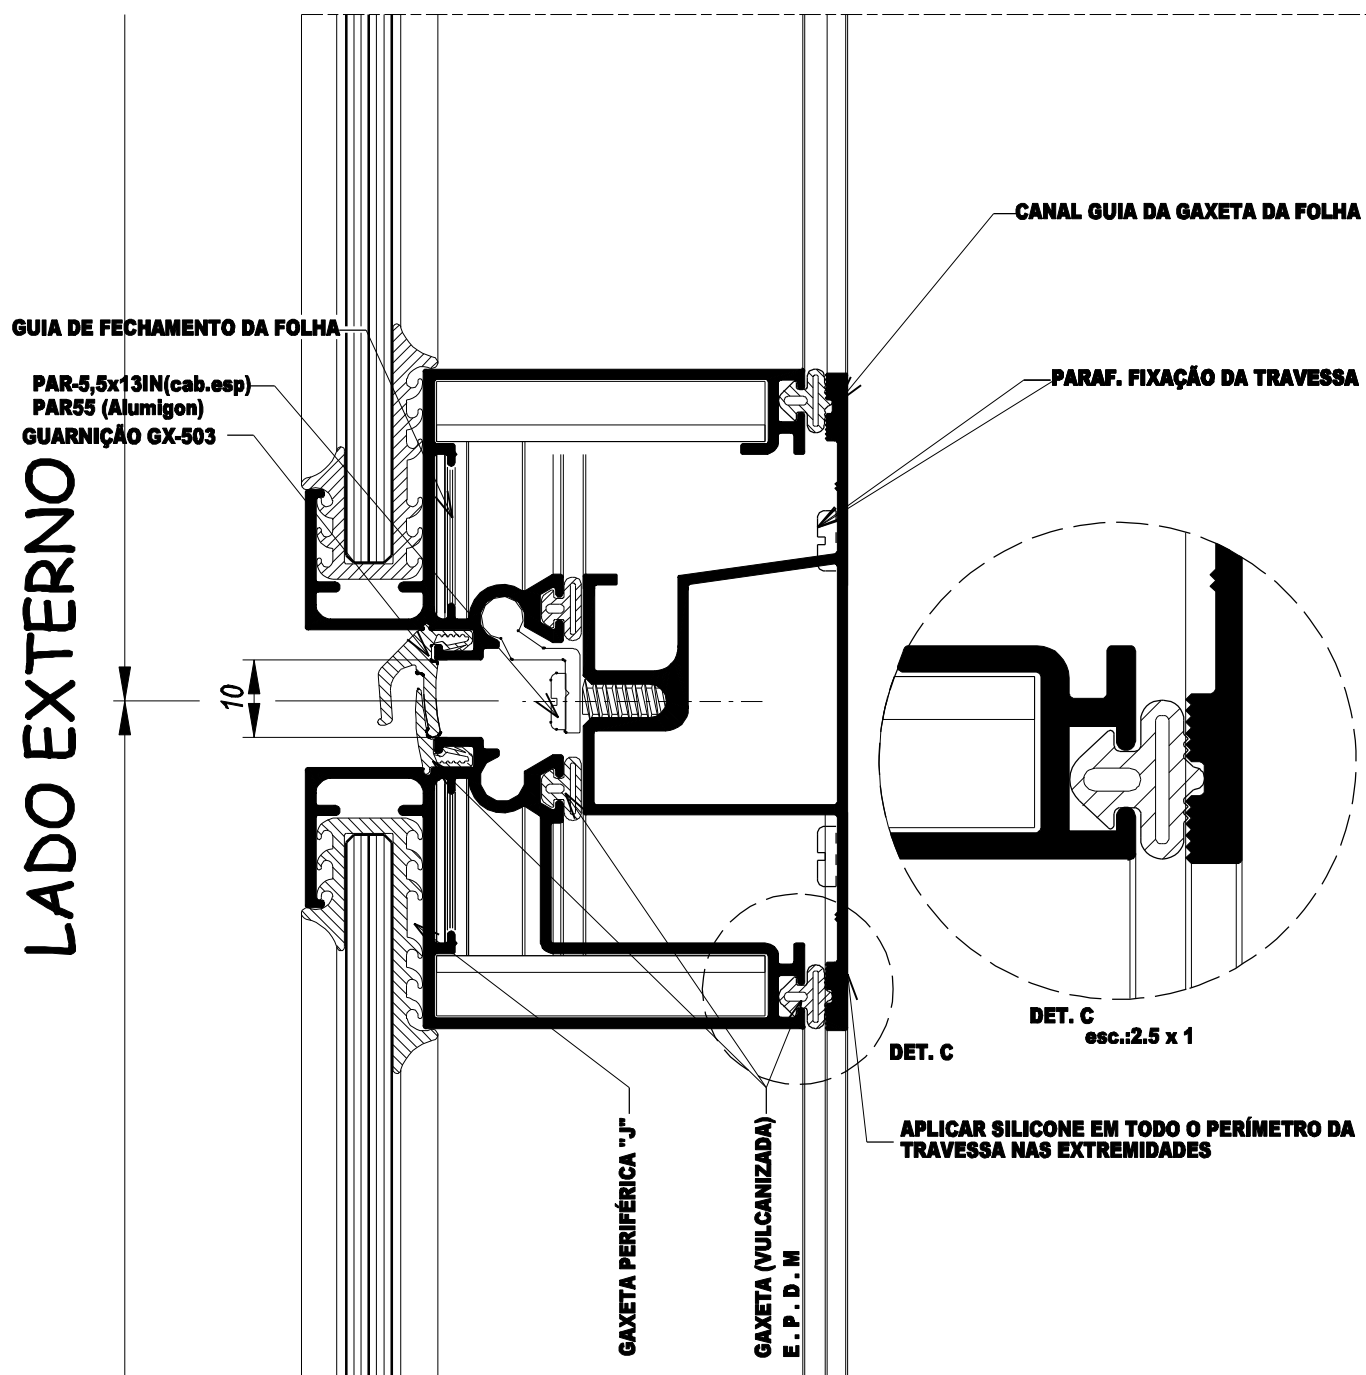 CANAL GUIA DA GAXETA DA FOLHA
GUIA DE FECHAMENTO DA FOLHA
PAR-5,5x13IN(cab.esp)
PAR55 (Alumigon)
GUARNIÇÃO GX-503
PARAF. FIXAÇÃO DA TRAVESSA
LADO EXTERNO
10
DET. C
esc.:2.5 x 1
DET. C
APLICAR SILICONE EM TODO O PERÍMETRO DA
TRAVESSA NAS EXTREMIDADES
GAXETA PERIFÉRICA "J"
GAXETA (VULCANIZADA)
E . P . D . M